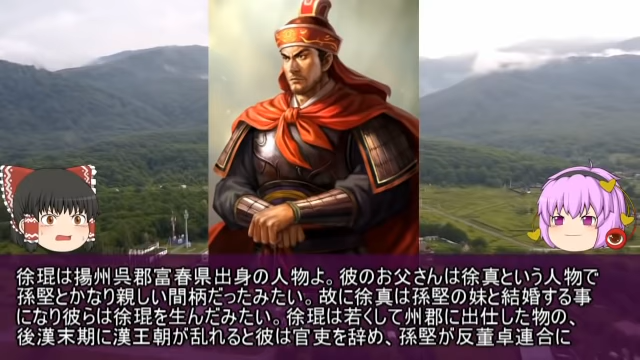 徐琨は揚州呉郡富春県出身の人物よ。彼のお父さんは徐真という人物で
孫堅とかなり親しい間柄だったみたい。故に徐真は孫堅の妹と結婚する事
になり彼らは徐琨を生んだみたい。徐琨は若くして州郡に出仕した物の、
後漢末期に漢王朝が乱れると彼は官吏を辞め、孫堅が反董卓連合に